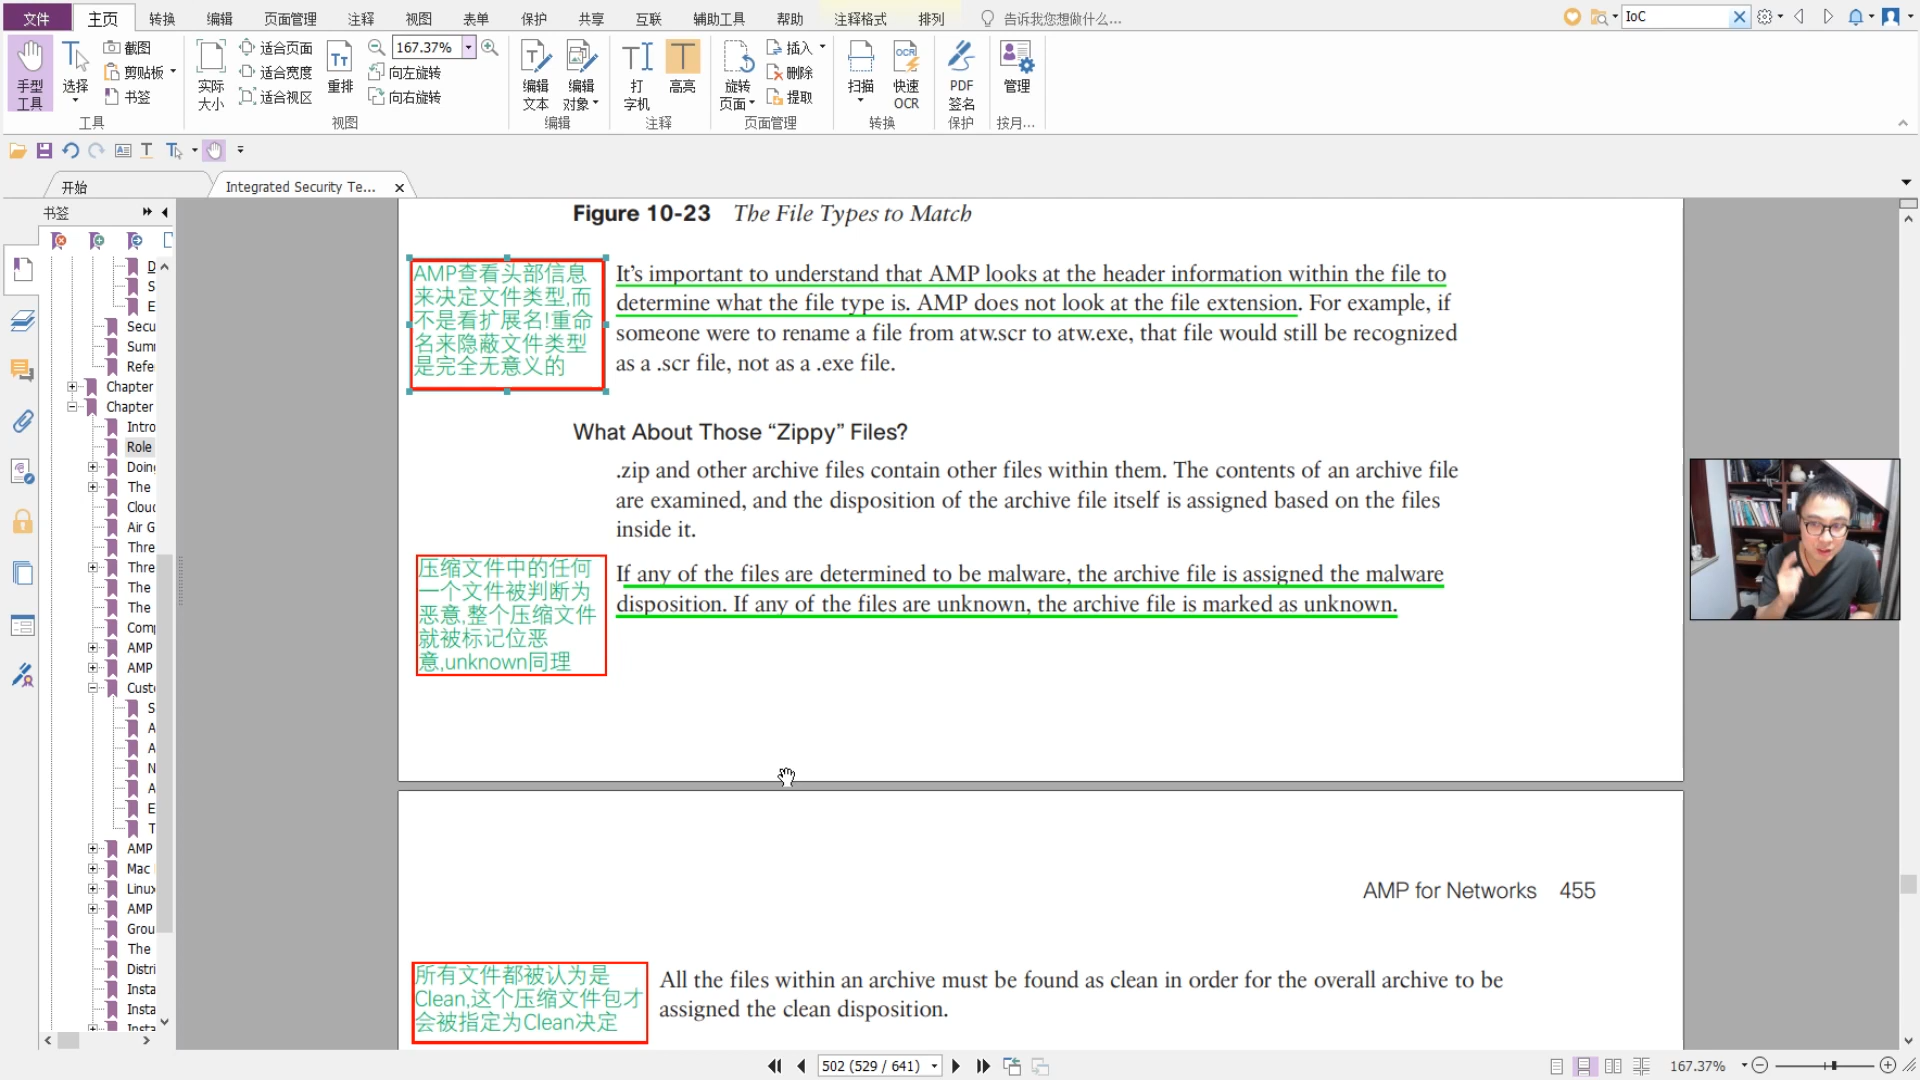 文件 主页 转换 编辑 页面管理 注释 视图 表单 保护 共享 互联 辅助工具 帮助 注释格式 排列 告诉我您想做什么... IoC
手型工具
选择
截图
剪贴板
书签
工具
实际大小
适合页面
适合宽度
适合视区
重排
167.37%
向左旋转
向右旋转
视图
编辑文本
编辑对象
编辑
打字机
高亮
注释
旋转页面
插入
删除
提取
页面管理
扫描
快速OCR
转换
PDF签名
保护
管理
按月...
开始
Integrated Security Te...
书签
D
S
E
Secu
Sum
Refe
Chapter
Chapter
Intro
Role
Doin
The
Clou
Air G
Thre
Thre
The
The
Com
AMP
AMP
Cust
S
A
A
N
A
E
T
AMP
Mac
Linux
AMP
Grou
The
Distri
Insta
Insta
Insta
Figure 10-23 The File Types to Match
AMP查看头部信息
来决定文件类型,而
不是看扩展名!重命
名来隐蔽文件类型
是完全无意义的
It's important to understand that AMP looks at the header information within the file to
determine what the file type is. AMP does not look at the file extension. For example, if
someone were to rename a file from atw.scr to atw.exe, that file would still be recognized
as a .scr file, not as a .exe file.
What About Those “Zippy” Files?
.zip and other archive files contain other files within them. The contents of an archive file
are examined, and the disposition of the archive file itself is assigned based on the files
inside it.
压缩文件中的任何
一个文件被判断为
恶意,整个压缩文件
就被标记位恶
意,unknown同理
If any of the files are determined to be malware, the archive file is assigned the malware
disposition. If any of the files are unknown, the archive file is marked as unknown.
AMP for Networks 455
所有文件都被认为是
Clean,这个压缩文件包才
会被指定为Clean决定
All the files within an archive must be found as clean in order for the overall archive to be
assigned the clean disposition.
502 (529 / 641)
167.37%